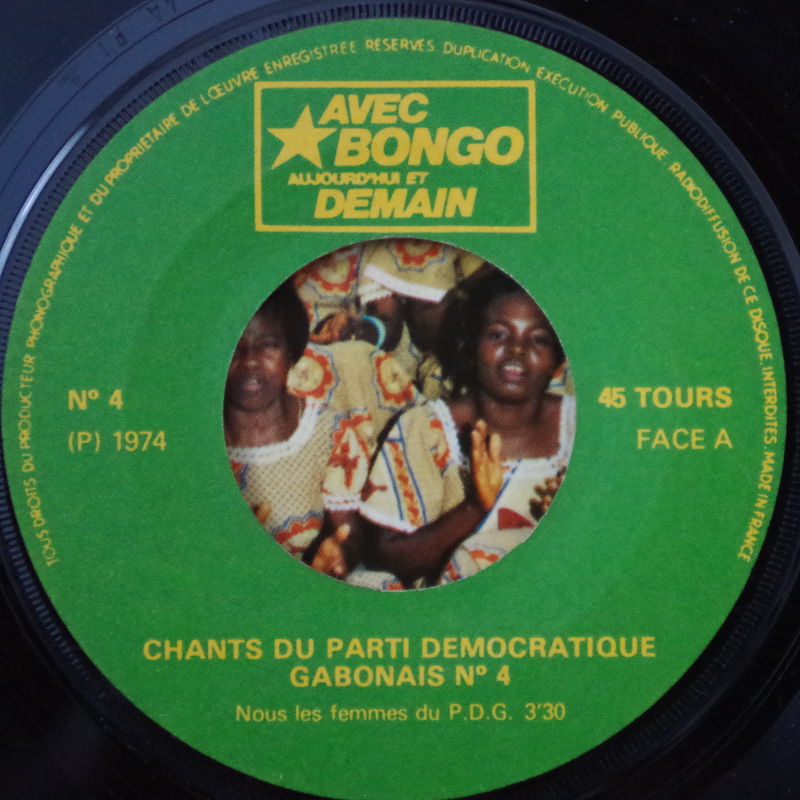 TOUS DROITS DU PRODUCTEUR PHONOGRAPHIQUE ET DU PROPRIETAIRE DE L'ŒUVRE ENREGISTRÉE RESERVES. DUPLICATION EXÉCUTION PUBLIQUE. RADIODIFFUSION DE CE DISQUE. INTERDITES. MADE IN FRANCE
AVEC
BONGO
AUJOURD'HUI ET
DEMAIN
Nº 4
(P) 1974
45 TOURS
FACE A
CHANTS DU PARTI DEMOCRATIQUE
GABONAIS Nº 4
Nous les femmes du P.D.G. 3'30